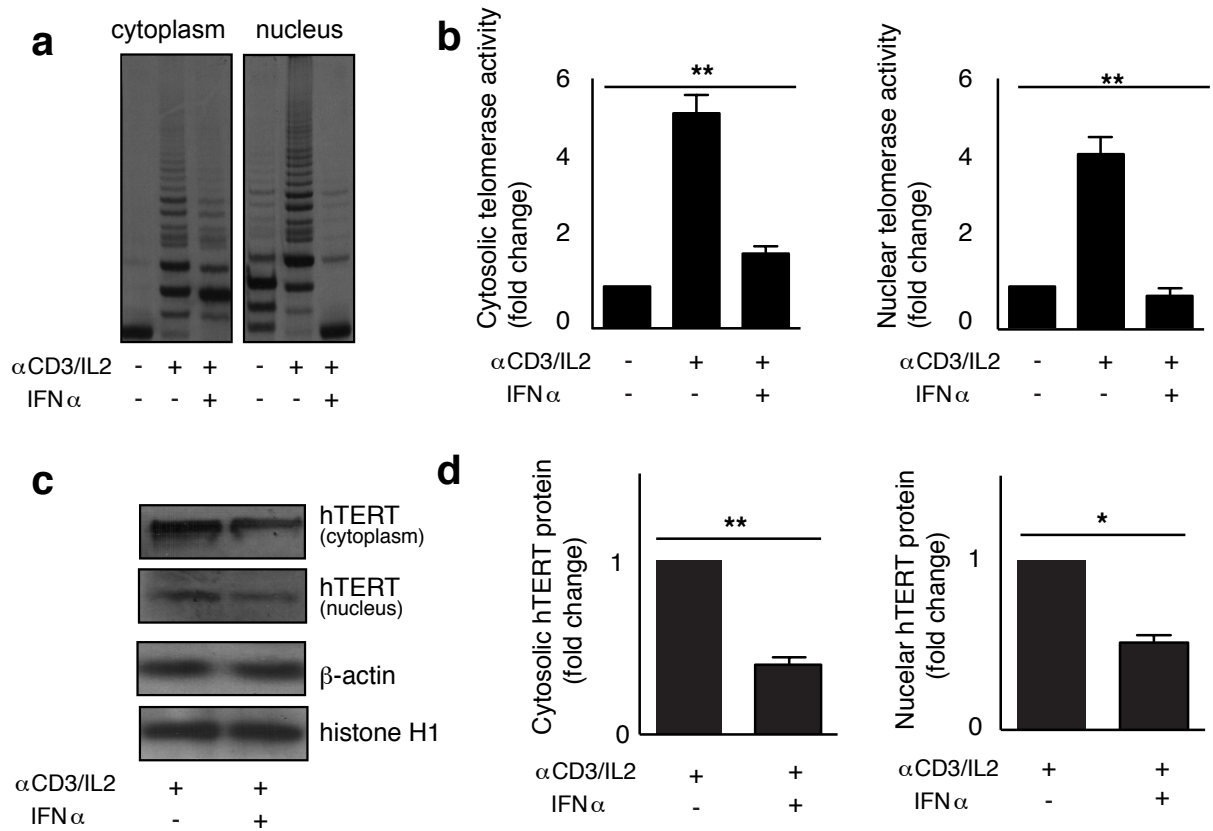 a
cytoplasm nucleus
αCD3/IL2 - + + - + +
IFNα - - + - - +
b
Cytosolic telomerase activity
(fold change)
6
4
2
0
**
αCD3/IL2 - + +
IFNα - - +
Nuclear telomerase activity
(fold change)
6
4
2
0
**
αCD3/IL2 - + +
IFNα - - +
c
hTERT
(cytoplasm)
hTERT
(nucleus)
β-actin
histone H1
αCD3/IL2 + +
IFNα - +
d
Cytosolic hTERT protein
(fold change)
1
0
**
αCD3/IL2 + +
IFNα - +
Nucelar hTERT protein
(fold change)
1
0
*
αCD3/IL2 + +
IFNα - +